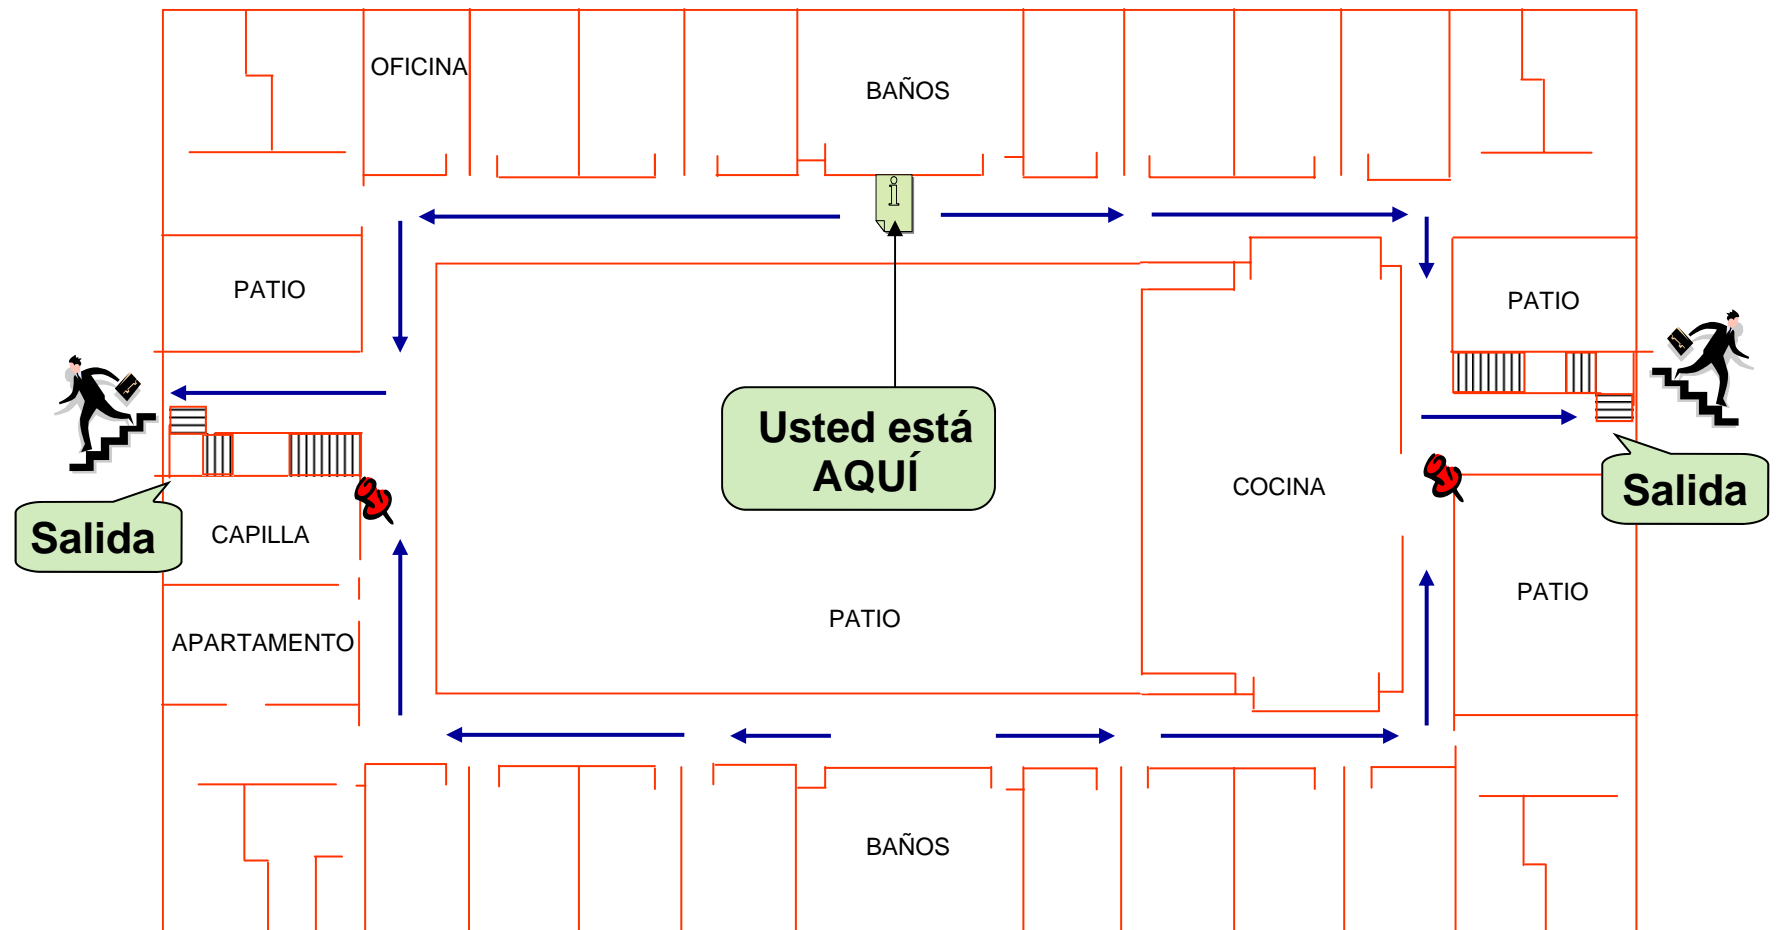 OFICINA
BAÑOS
i
PATIO
PATIO
Usted está
AQUÍ
COCINA
Salida
Salida
CAPILLA
PATIO
PATIO
APARTAMENTO
BAÑOS